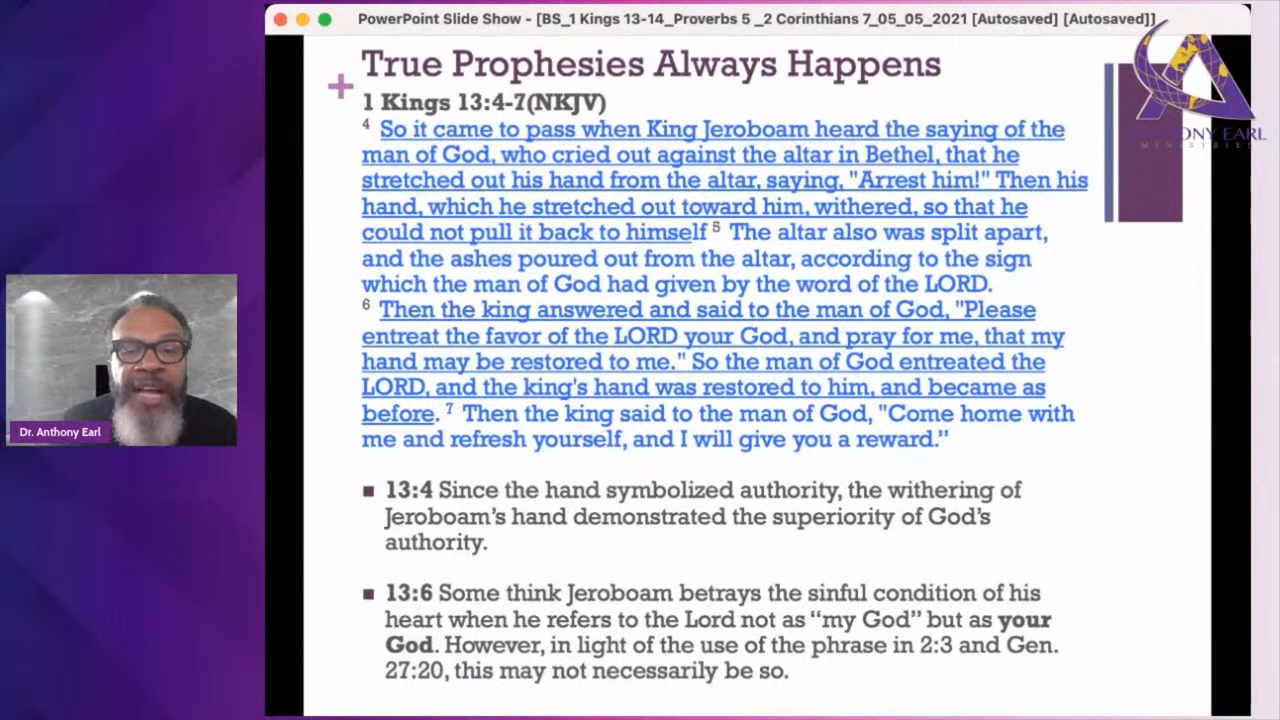 PowerPoint Slide Show - [BS_1 Kings 13-14_Proverbs 5 _2 Corinthians 7_05_05_2021 [Autosaved] [Autosaved]]
+ True Prophesies Always Happens
1 Kings 13:4-7(NKJV)
4 So it came to pass when King Jeroboam heard the saying of the
man of God, who cried out against the altar in Bethel, that he
stretched out his hand from the altar, saying, "Arrest him!" Then his
hand, which he stretched out toward him, withered, so that he
could not pull it back to himself 5 The altar also was split apart,
and the ashes poured out from the altar, according to the sign
which the man of God had given by the word of the LORD.
6 Then the king answered and said to the man of God, "Please
entreat the favor of the LORD your God, and pray for me, that my
hand may be restored to me." So the man of God entreated the
LORD, and the king's hand was restored to him, and became as
before. 7 Then the king said to the man of God, "Come home with
me and refresh yourself, and I will give you a reward.”
■ 13:4 Since the hand symbolized authority, the withering of
Jeroboam’s hand demonstrated the superiority of God’s
authority.
■ 13:6 Some think Jeroboam betrays the sinful condition of his
heart when he refers to the Lord not as “my God” but as your
God. However, in light of the use of the phrase in 2:3 and Gen.
27:20, this may not necessarily be so.
Dr. Anthony Earl
EARL
MINISTRIES